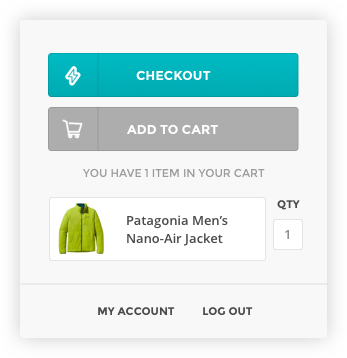 CHECKOUT
ADD TO CART
YOU HAVE 1 ITEM IN YOUR CART
QTY
Patagonia Men's
Nano-Air Jacket
1
MY ACCOUNT LOG OUT